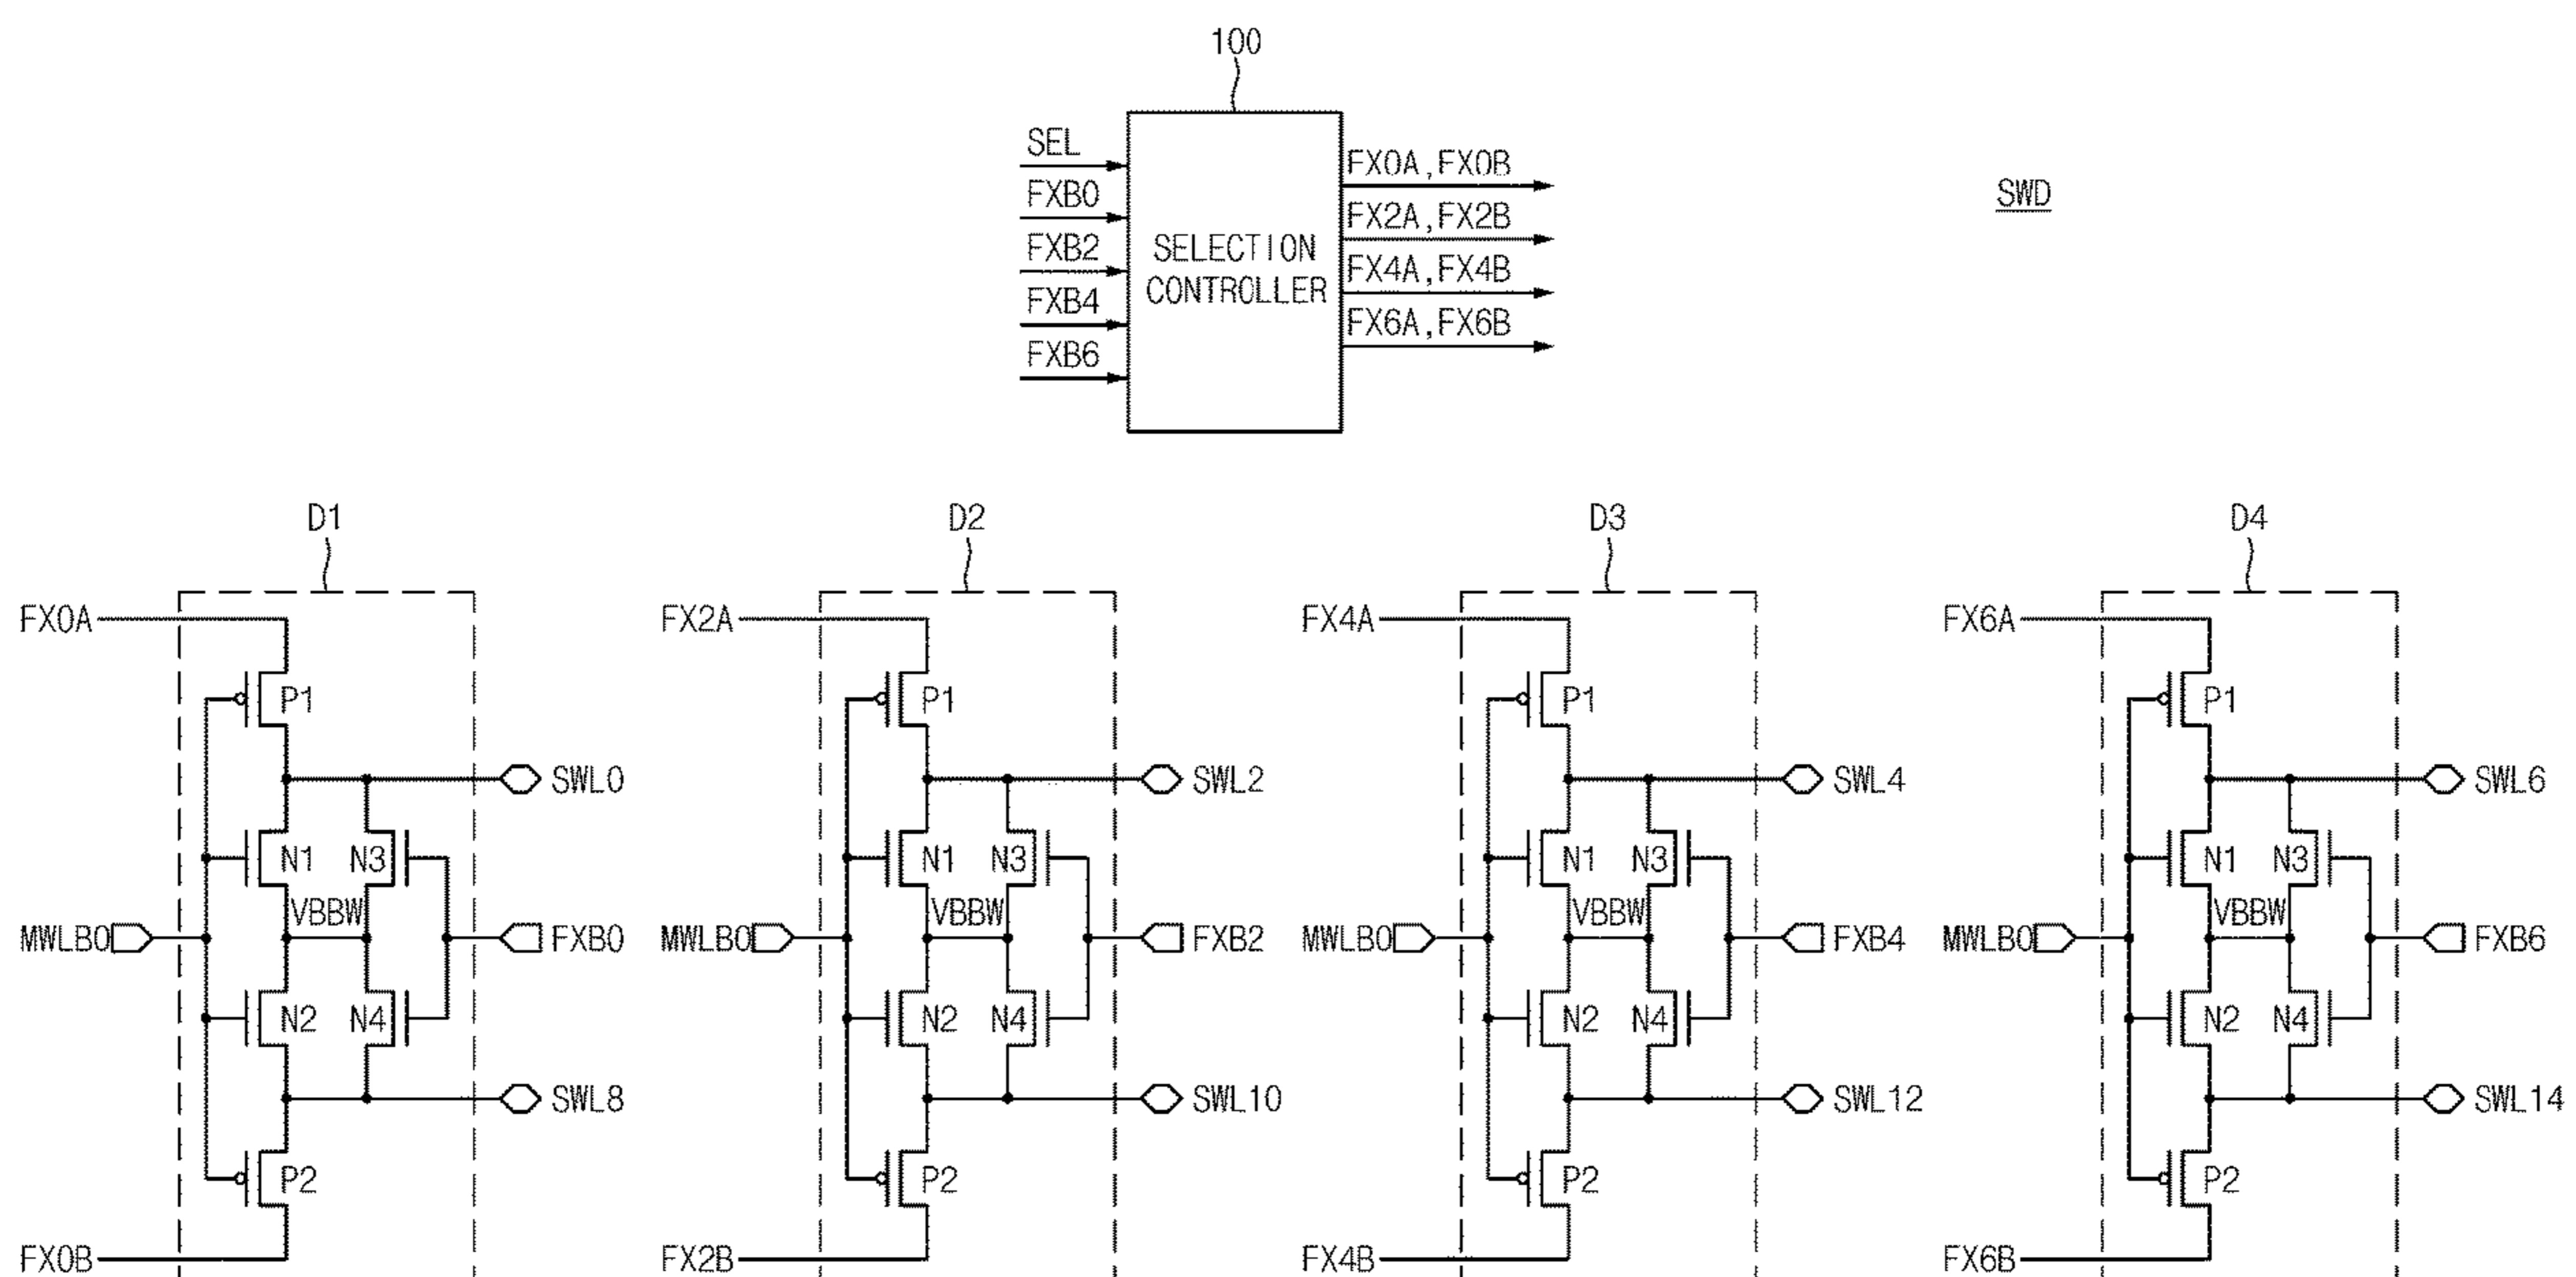 100
SEL
FXB0
FXB2
FXB4
FXB6
SELECTION
CONTROLLER
FX0A, FX0B
FX2A, FX2B
FX4A, FX4B
FX6A, FX6B
SWD
D1
FX0A
P1
SWL0
N1 N3
VBBW
MWLB0
FXB0
N2 N4
SWL8
P2
FX0B
D2
FX2A
P1
SWL2
N1 N3
VBBW
MWLB0
FXB2
N2 N4
SWL10
P2
FX2B
D3
FX4A
P1
SWL4
N1 N3
VBBW
MWLB0
FXB4
N2 N4
SWL12
P2
FX4B
D4
FX6A
P1
SWL6
N1 N3
VBBW
MWLB0
FXB6
N2 N4
SWL14
P2
FX6B